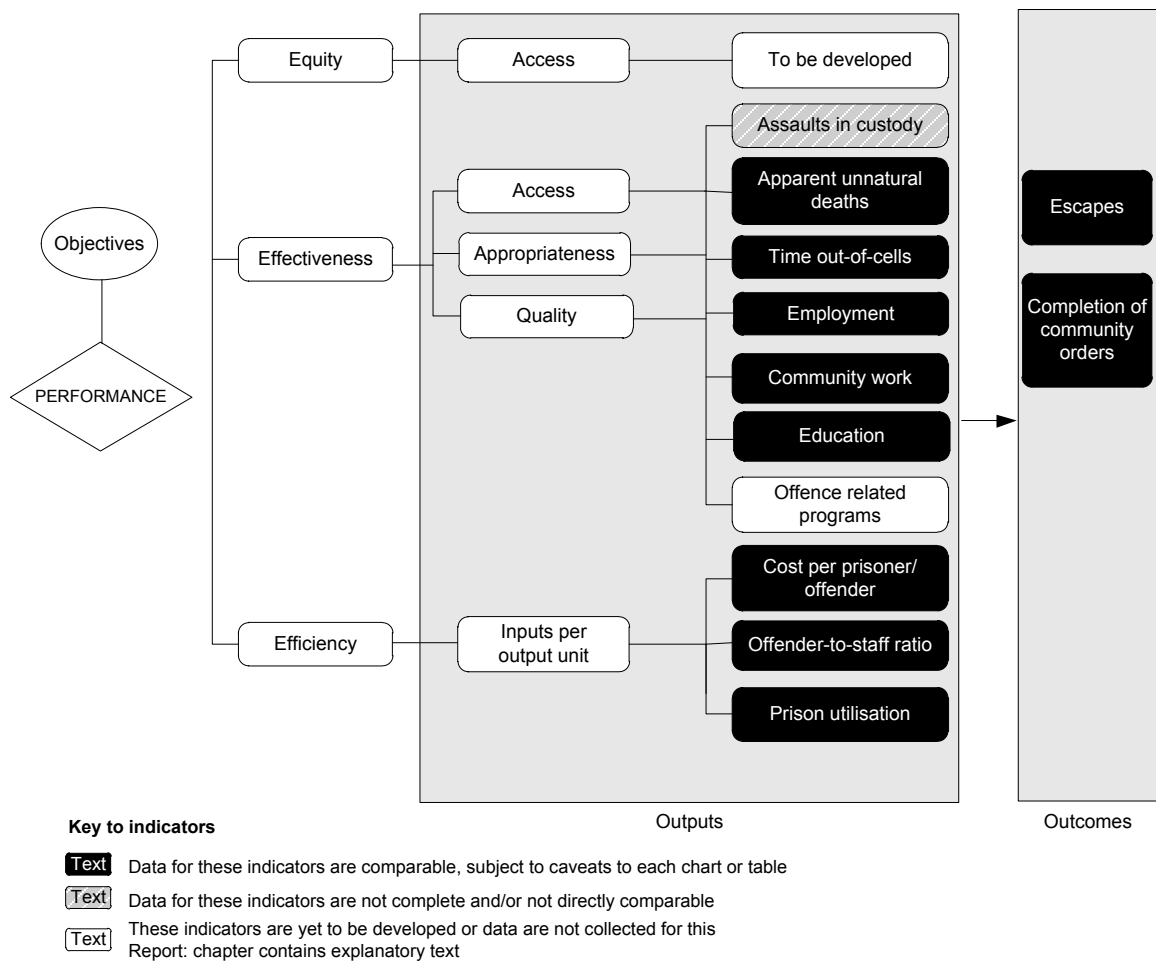 Objectives
PERFORMANCE
Equity
Effectiveness
Efficiency
Access
Access
Appropriateness
Quality
Inputs per
output unit
To be developed
Assaults in custody
Apparent unnatural
deaths
Time out-of-cells
Employment
Community work
Education
Offence related
programs
Cost per prisoner/
offender
Offender-to-staff ratio
Prison utilisation
Outputs
Escapes
Completion of
community
orders
Outcomes
Key to indicators
Text Data for these indicators are comparable, subject to caveats to each chart or table
Text Data for these indicators are not complete and/or not directly comparable
Text These indicators are yet to be developed or data are not collected for this
Report: chapter contains explanatory text